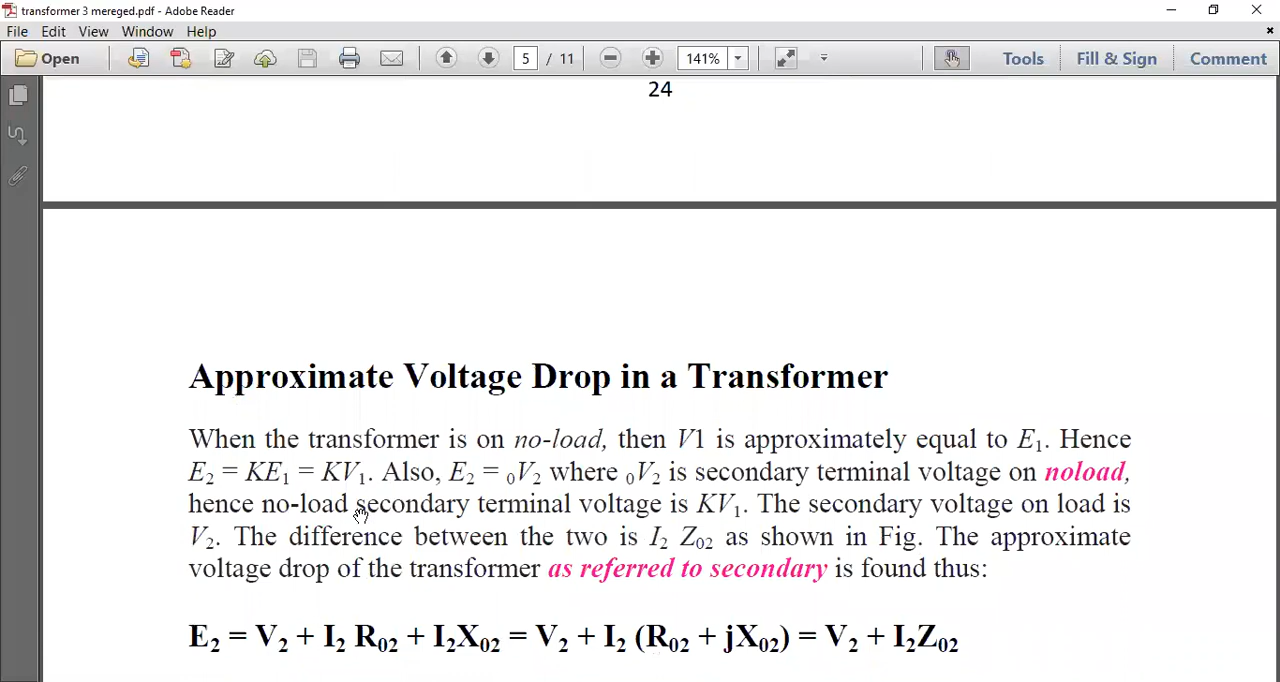 transformer 3 mereged.pdf - Adobe Reader
File Edit View Window Help
Open 5 / 11 141% Tools Fill & Sign Comment
24
Approximate Voltage Drop in a Transformer
When the transformer is on no-load, then V1 is approximately equal to E₁. Hence
E₂ = KE₁ = KV₁. Also, E₂ = ₀V₂ where ₀V₂ is secondary terminal voltage on noload,
hence no-load secondary terminal voltage is KV₁. The secondary voltage on load is
V₂. The difference between the two is I₂ Z₀₂ as shown in Fig. The approximate
voltage drop of the transformer as referred to secondary is found thus:
E₂ = V₂ + I₂ R₀₂ + I₂X₀₂ = V₂ + I₂ (R₀₂ + jX₀₂) = V₂ + I₂Z₀₂